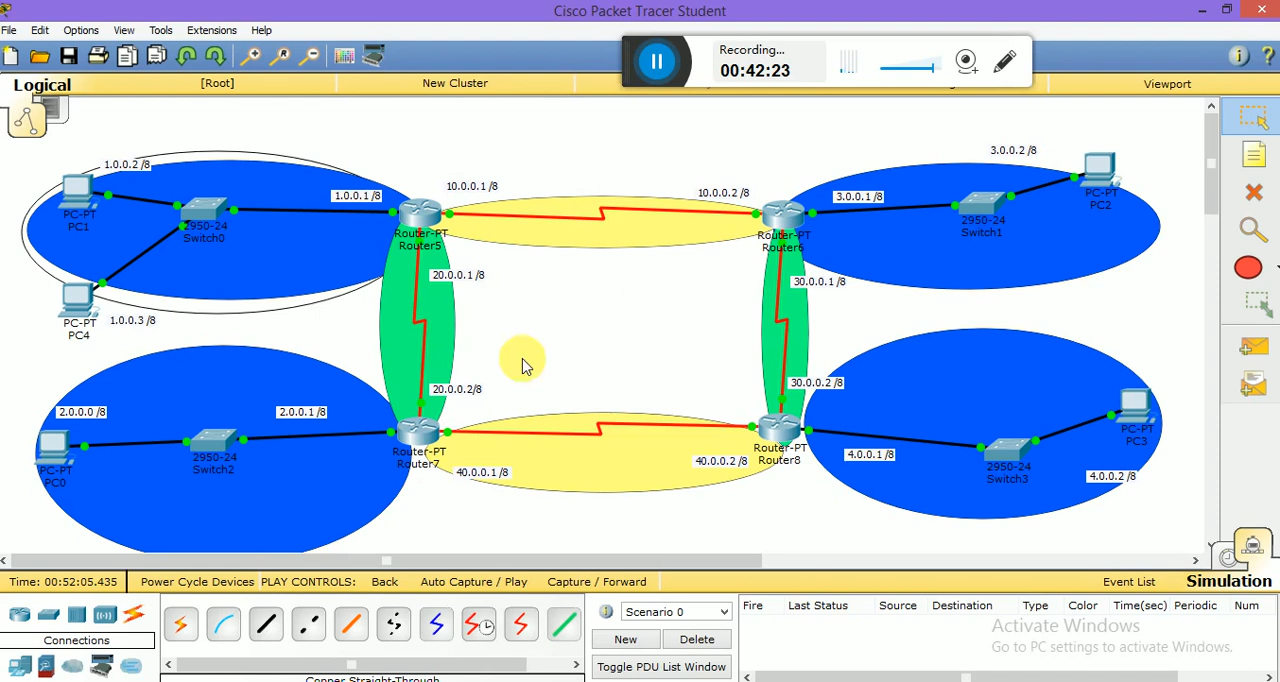 Cisco Packet Tracer Student
File Edit Options View Tools Extensions Help
Recording...
00:42:23
Logical
[Root]
New Cluster
Viewport
1.0.0.2 /8
PC-PT
PC1
2950-24
Switch0
1.0.0.1 /8
PC-PT
PC4
1.0.0.3 /8
Router-PT
Router5
10.0.0.1 /8
10.0.0.2 /8
Router-PT
Router6
3.0.0.1 /8
2950-24
Switch1
3.0.0.2 /8
PC-PT
PC2
20.0.0.1 /8
20.0.0.2/8
30.0.0.1 /8
30.0.0.2 /8
2.0.0.0 /8
PC-PT
PC0
2950-24
Switch2
2.0.0.1 /8
Router-PT
Router7
40.0.0.1 /8
40.0.0.2 /8
Router-PT
Router8
4.0.0.1 /8
2950-24
Switch3
4.0.0.2 /8
PC-PT
PC3
Time: 00:52:05.435
Power Cycle Devices PLAY CONTROLS: Back Auto Capture / Play Capture / Forward
Event List
Simulation
Connections
Copper Straight-Through
Scenario 0
New
Delete
Toggle PDU List Window
Fire Last Status Source Destination Type Color Time(sec) Periodic Num
Activate Windows
Go to PC settings to activate Windows.